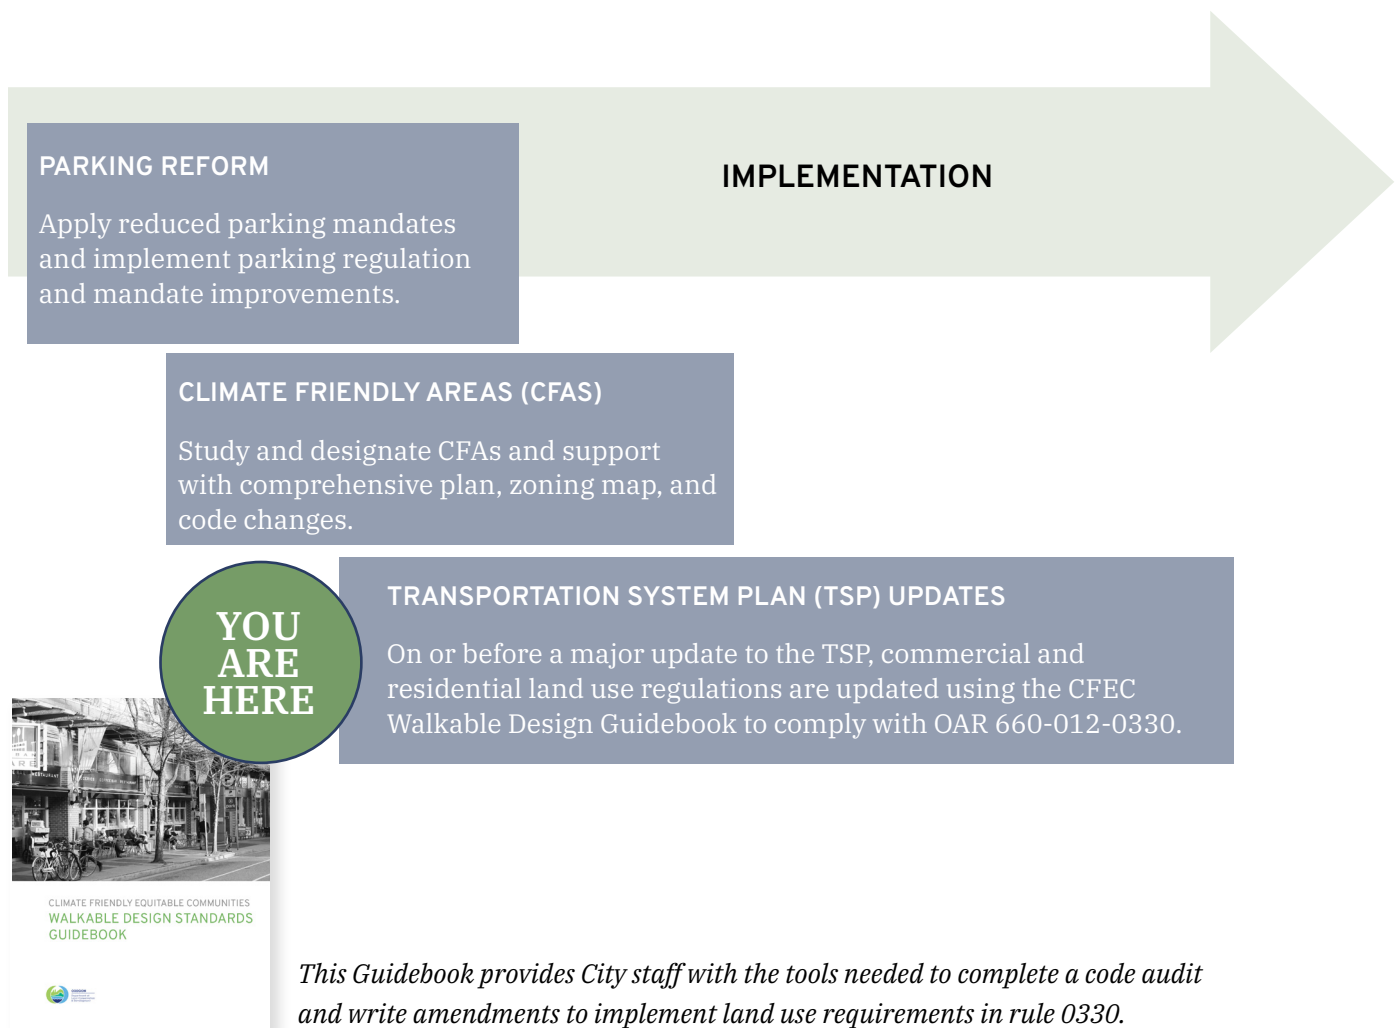 IMPLEMENTATION
PARKING REFORM
Apply reduced parking mandates
and implement parking regulation
and mandate improvements.
CLIMATE FRIENDLY AREAS (CFAS)
Study and designate CFAs and support
with comprehensive plan, zoning map, and
code changes.
YOU
ARE
HERE
TRANSPORTATION SYSTEM PLAN (TSP) UPDATES
On or before a major update to the TSP, commercial and
residential land use regulations are updated using the CFEC
Walkable Design Guidebook to comply with OAR 660-012-0330.
CLIMATE FRIENDLY EQUITABLE COMMUNITIES
WALKABLE DESIGN STANDARDS
GUIDEBOOK
This Guidebook provides City staff with the tools needed to complete a code audit
and write amendments to implement land use requirements in rule 0330.